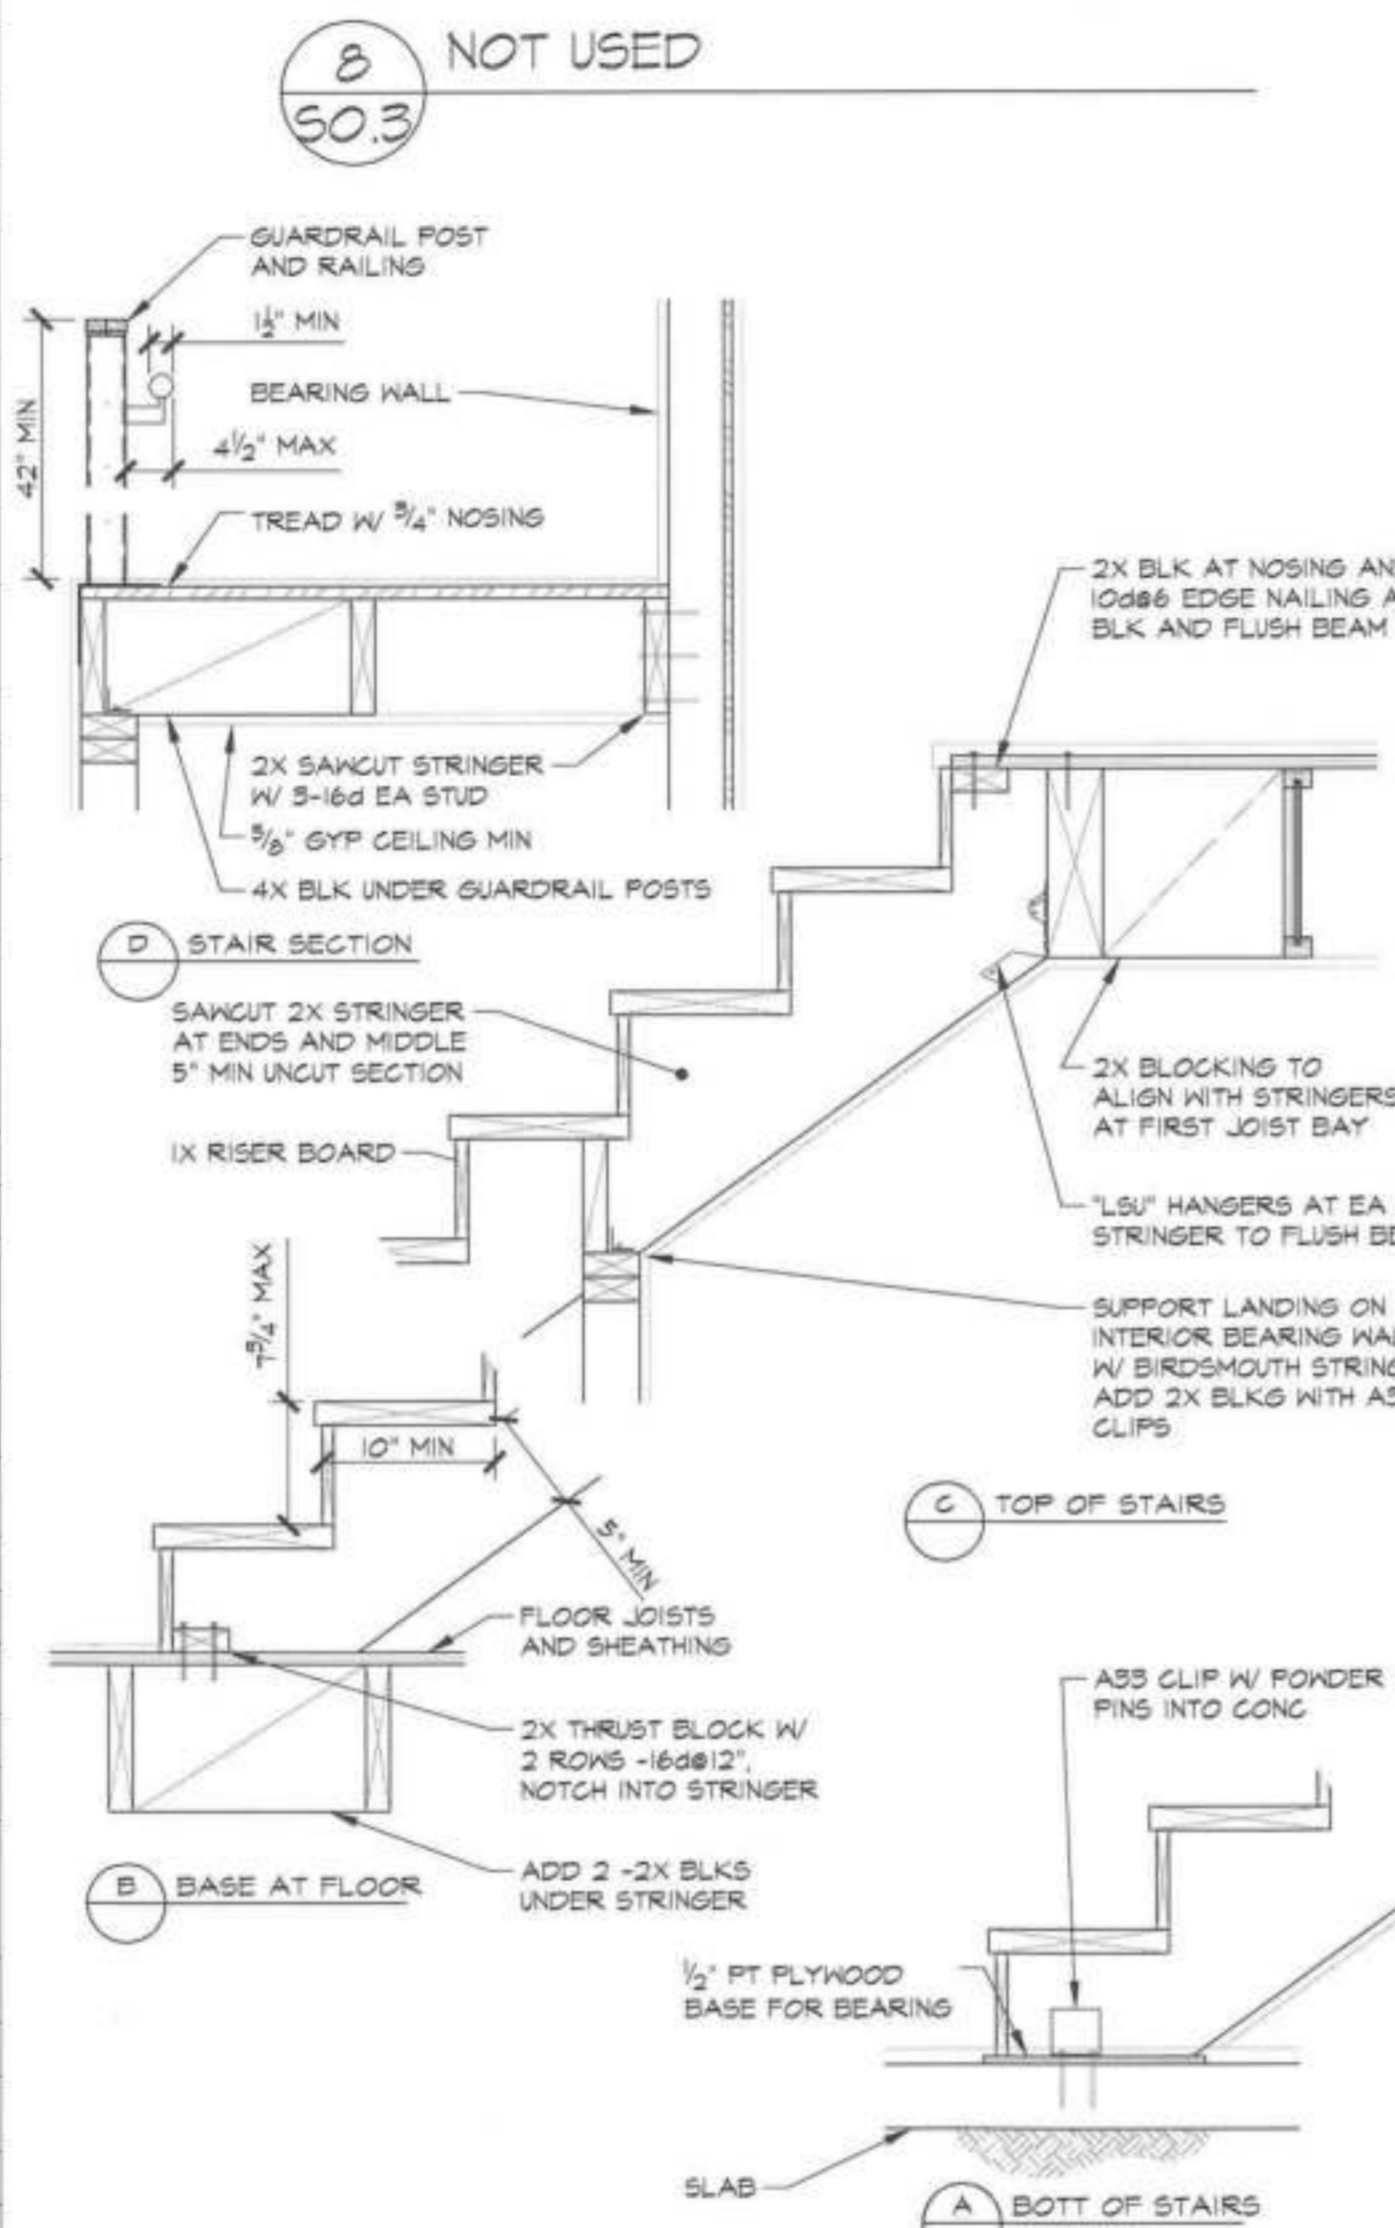 8
S0.3
NOT USED
GUARDRAIL POST
AND RAILING
1½" MIN
BEARING WALL
42" MIN
4½" MAX
TREAD W/ 3/4" NOSING
2X SAWCUT STRINGER
W/ 3-16d EA STUD
5/8" GYP CEILING MIN
4X BLK UNDER GUARDRAIL POSTS
D STAIR SECTION
2X BLK AT NOSING AN
10d@6 EDGE NAILING A
BLK AND FLUSH BEAM
SAWCUT 2X STRINGER
AT ENDS AND MIDDLE
5" MIN UNCUT SECTION
1X RISER BOARD
2X BLOCKING TO
ALIGN WITH STRINGERS
AT FIRST JOIST BAY
"LSU" HANGERS AT EA
STRINGER TO FLUSH BE
SUPPORT LANDING ON
INTERIOR BEARING WAL
W/ BIRDSMOUTH STRING
ADD 2X BLKG WITH A3
CLIPS
C TOP OF STAIRS
7 3/4" MAX
10" MIN
5" MIN
FLOOR JOISTS
AND SHEATHING
2X THRUST BLOCK W/
2 ROWS -16d@12",
NOTCH INTO STRINGER
ADD 2 -2X BLKS
UNDER STRINGER
B BASE AT FLOOR
A33 CLIP W/ POWDER
PINS INTO CONC
1/2" PT PLYWOOD
BASE FOR BEARING
SLAB
A BOTT OF STAIRS